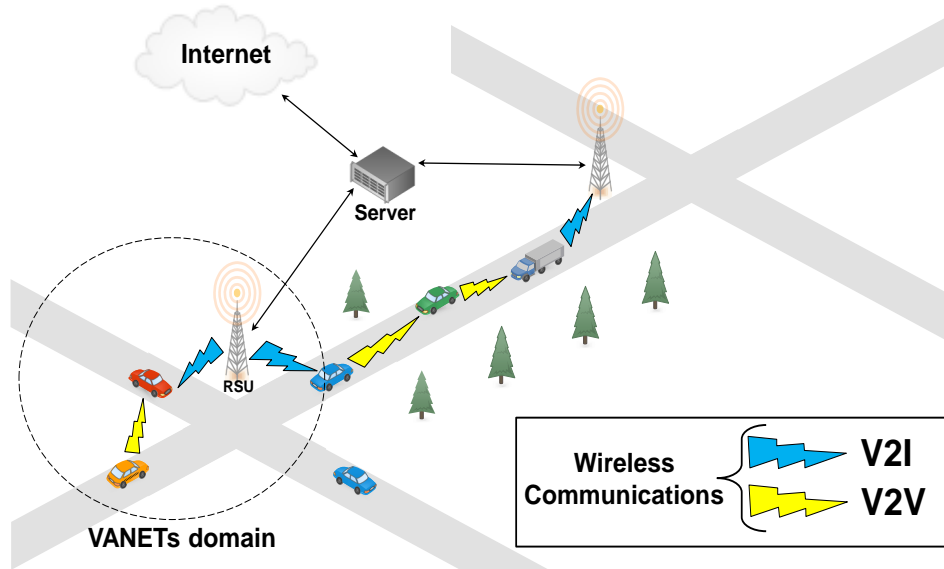 Internet
Server
RSU
VANETs domain
Wireless
Communications
V2I
V2V